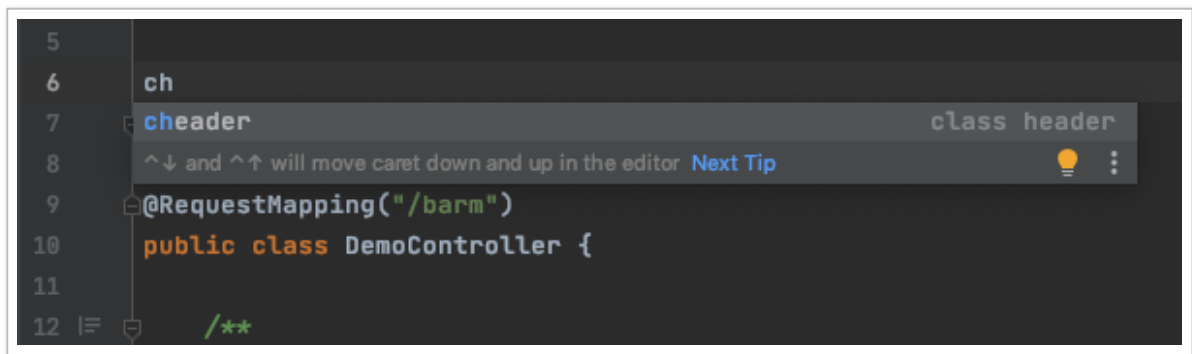 5
6 ch
7 cheader class header
8 ^↓ and ^↑ will move caret down and up in the editor Next Tip
9 @RequestMapping("/barm")
10 public class DemoController {
11
12 /**